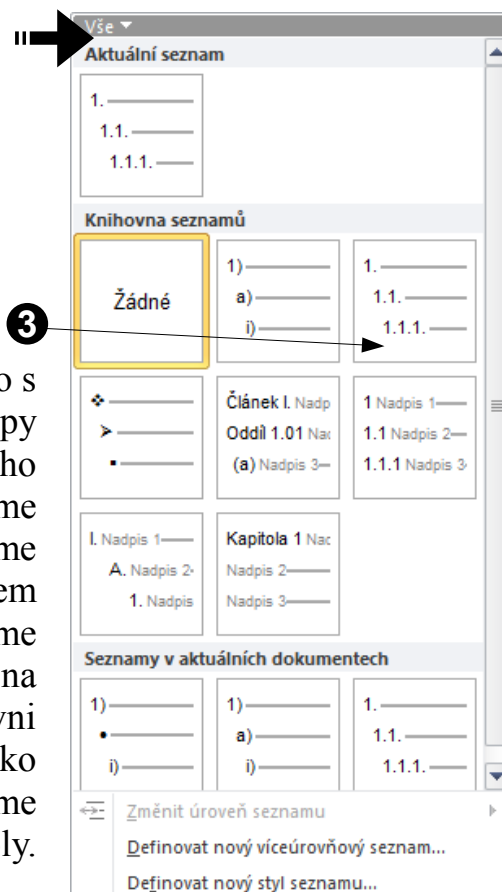 Vše
Aktuální seznam
1.
1.1.
1.1.1.
Knihovna seznamů
Žádné
1)
a)
i)
1.
1.1.
1.1.1.
3
Článek I. Nadp
Oddíl 1.01 Nac
(a) Nadpis 3
1 Nadpis 1
1.1 Nadpis 2
1.1.1 Nadpis 3
I. Nadpis 1
A. Nadpis 2
1. Nadpis
Kapitola 1 Nac
Nadpis 2
Nadpis 3
Seznamy v aktuálních dokumentech
1)
i)
1)
a)
i)
1.
1.1.
1.1.1.
Změnit úroveň seznamu
Definovat nový víceúrovňový seznam...
Definovat nový styl seznamu...
o s
py
ho
me
me
em
me
na
vni
ko
me
ly.